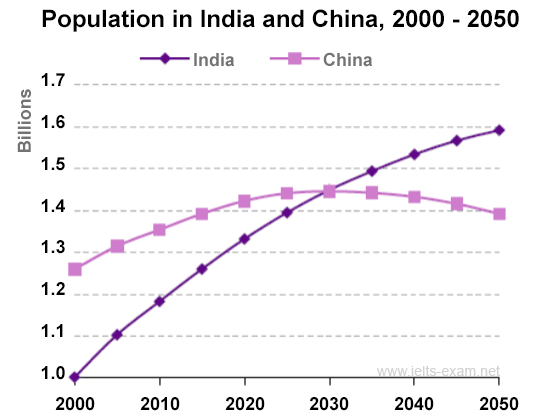 Population in India and China, 2000 - 2050
India China
Billions
1.7
1.6
1.5
1.4
1.3
1.2
1.1
1.0
www.ielts-exam.net
2000 2010 2020 2030 2040 2050